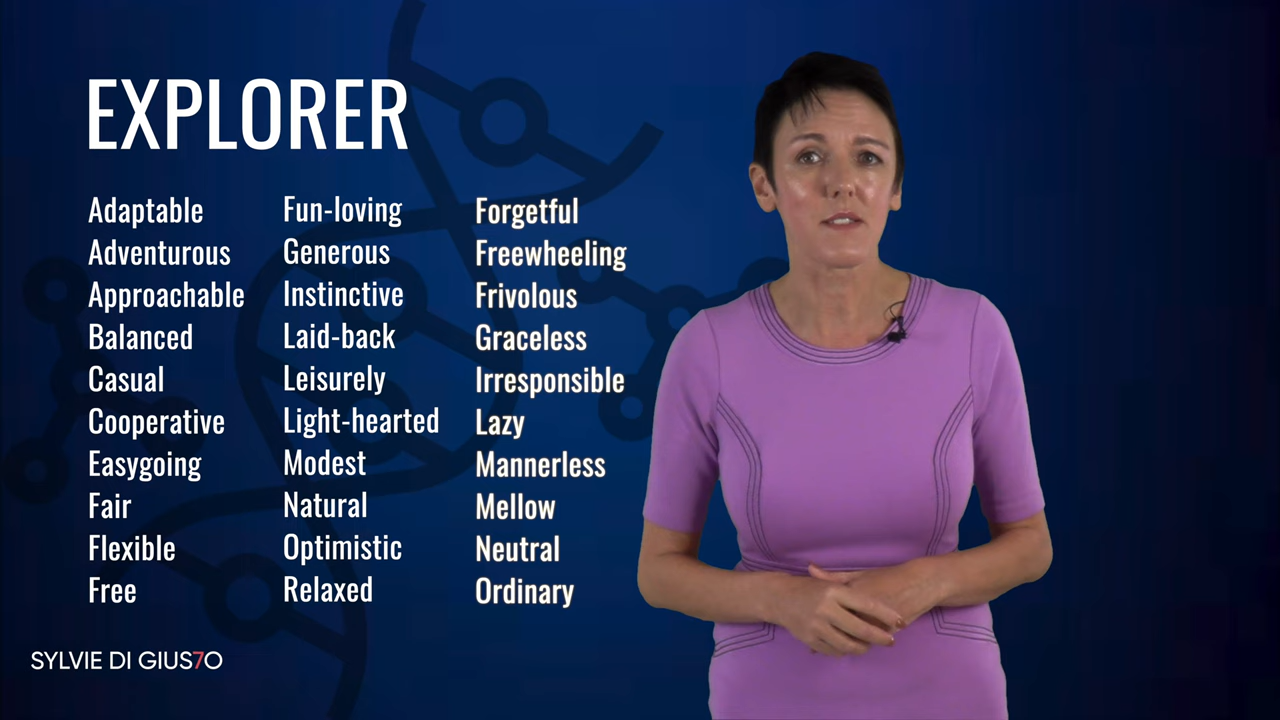 EXPLORER
Adaptable
Adventurous
Approachable
Balanced
Casual
Cooperative
Easygoing
Fair
Flexible
Free
Fun-loving
Generous
Instinctive
Laid-back
Leisurely
Light-hearted
Modest
Natural
Optimistic
Relaxed
Forgetful
Freewheeling
Frivolous
Graceless
Irresponsible
Lazy
Mannerless
Mellow
Neutral
Ordinary
SYLVIE DI GIUS7O